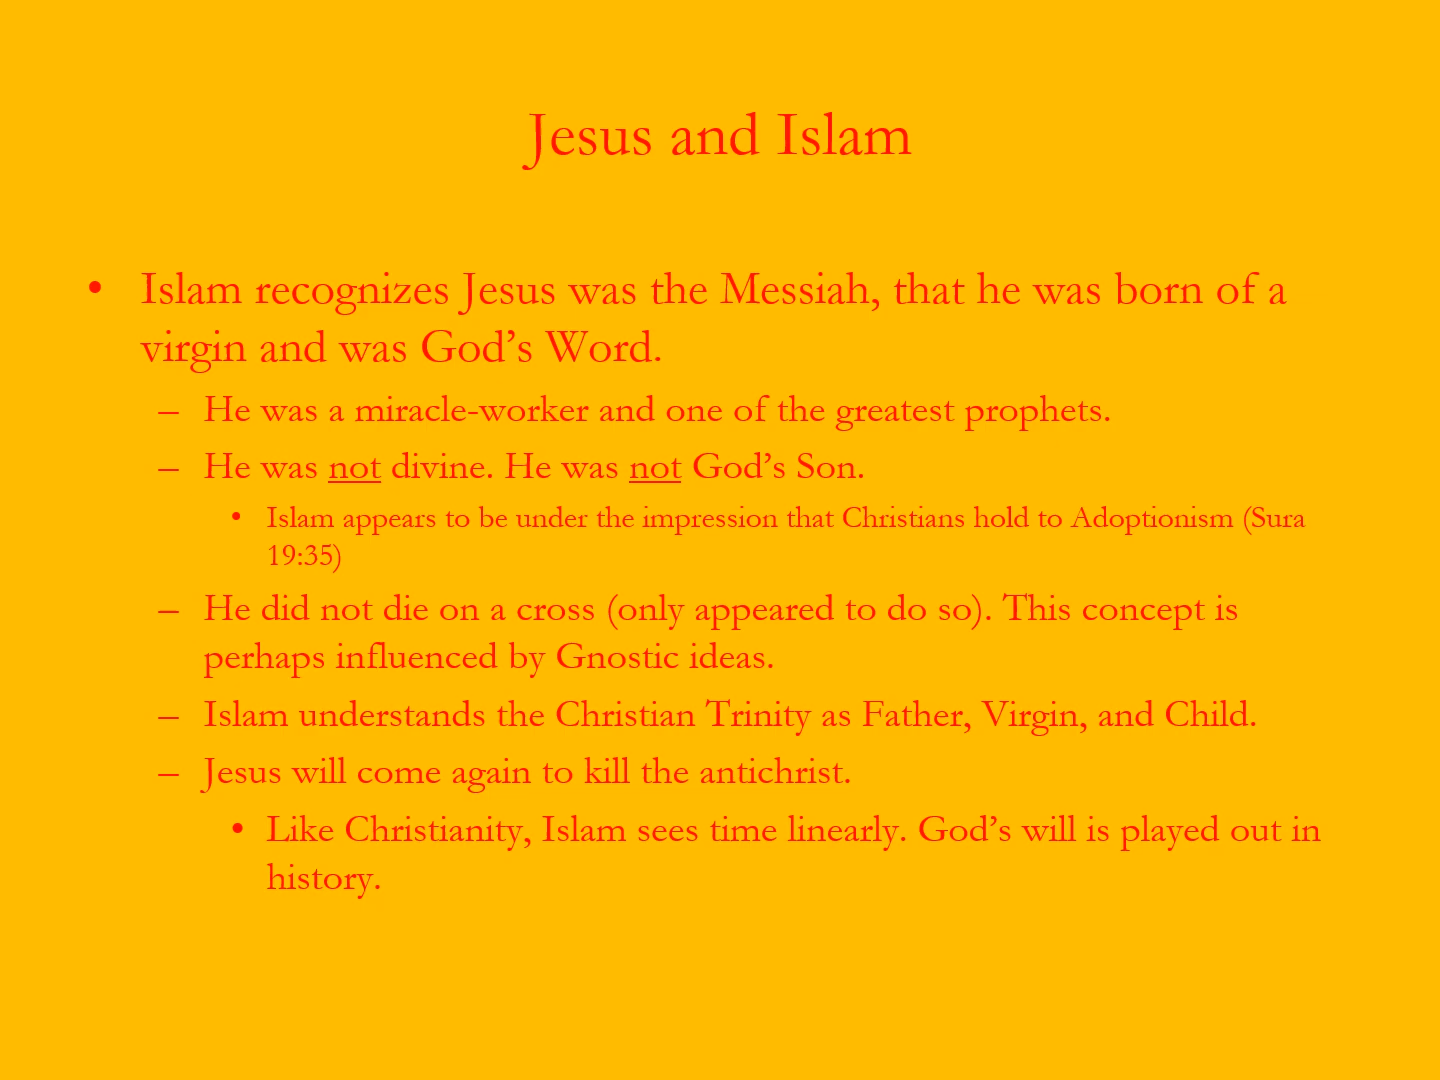 Jesus and Islam
• Islam recognizes Jesus was the Messiah, that he was born of a
virgin and was God’s Word.
– He was a miracle-worker and one of the greatest prophets.
– He was not divine. He was not God’s Son.
• Islam appears to be under the impression that Christians hold to Adoptionism (Sura
19:35)
– He did not die on a cross (only appeared to do so). This concept is
perhaps influenced by Gnostic ideas.
– Islam understands the Christian Trinity as Father, Virgin, and Child.
– Jesus will come again to kill the antichrist.
• Like Christianity, Islam sees time linearly. God’s will is played out in
history.